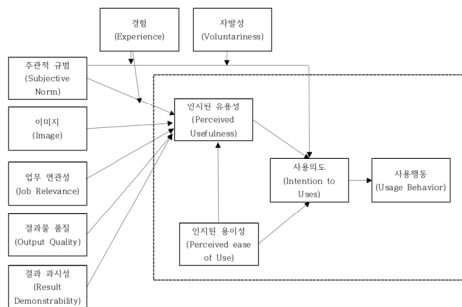 경험
(Experience)
자발성
(Voluntariness)
주관적 규범
(Subjective
Norm)
이미지
(Image)
업무 연관성
(Job Relevance)
결과물 품질
(Output Quality)
결과 과시성
(Result
Demonstrability)
인시된 유용성
(Perceived
Usefulness)
인지된 용이성
(Perceived ease
of Use)
사용의도
(Intention to
Uses)
사용행동
(Usage Behavior)